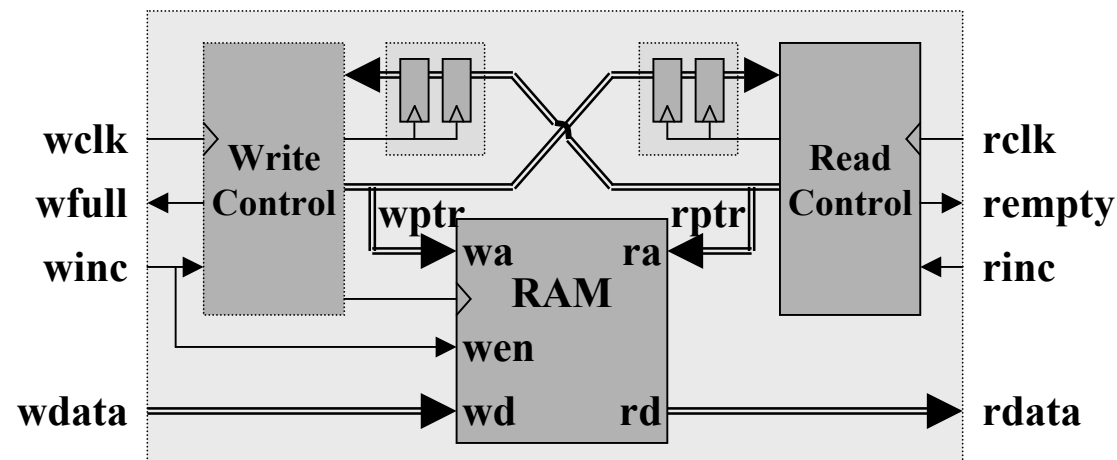 wclk
wfull
winc
wdata
Write
Control
wptr
rptr
wa
ra
RAM
wen
wd
rd
Read
Control
rclk
rempty
rinc
rdata